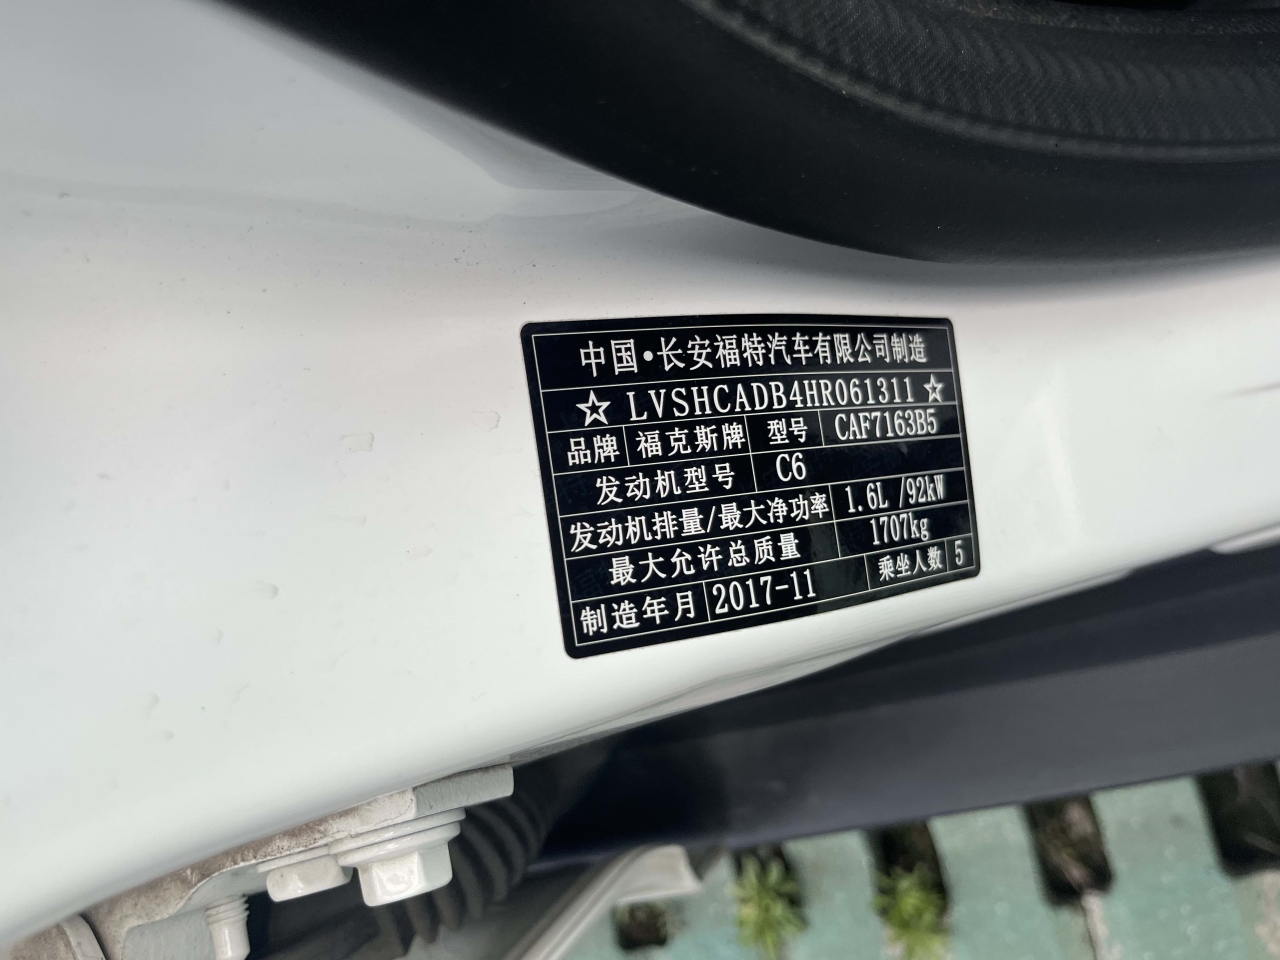 中国·长安福特汽车有限公司制造
☆ LVSHCADB4HR061311 ☆
品牌 福克斯牌 型号 CAF7163B5
发动机型号 C6
发动机排量/最大净功率 1.6L /92kW
最大允许总质量 1707kg
制造年月 2017-11 乘坐人数 5